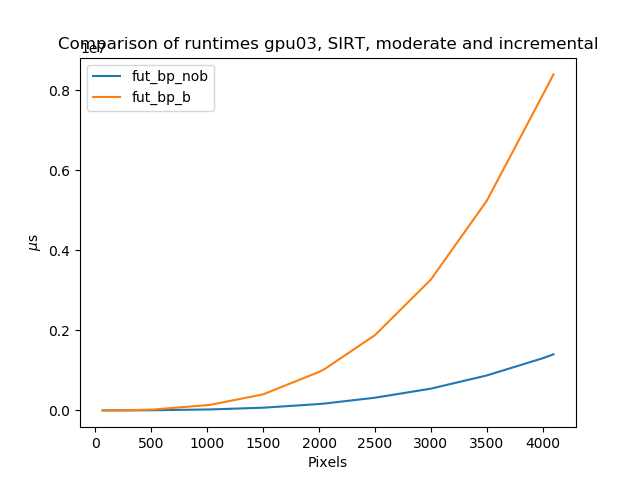 Comparison of runtimes gpu03, SIRT, moderate and incremental
1e7
fut_bp_nob
fut_bp_b
0.8
0.6
0.4
0.2
0.0
μs
0 500 1000 1500 2000 2500 3000 3500 4000
Pixels